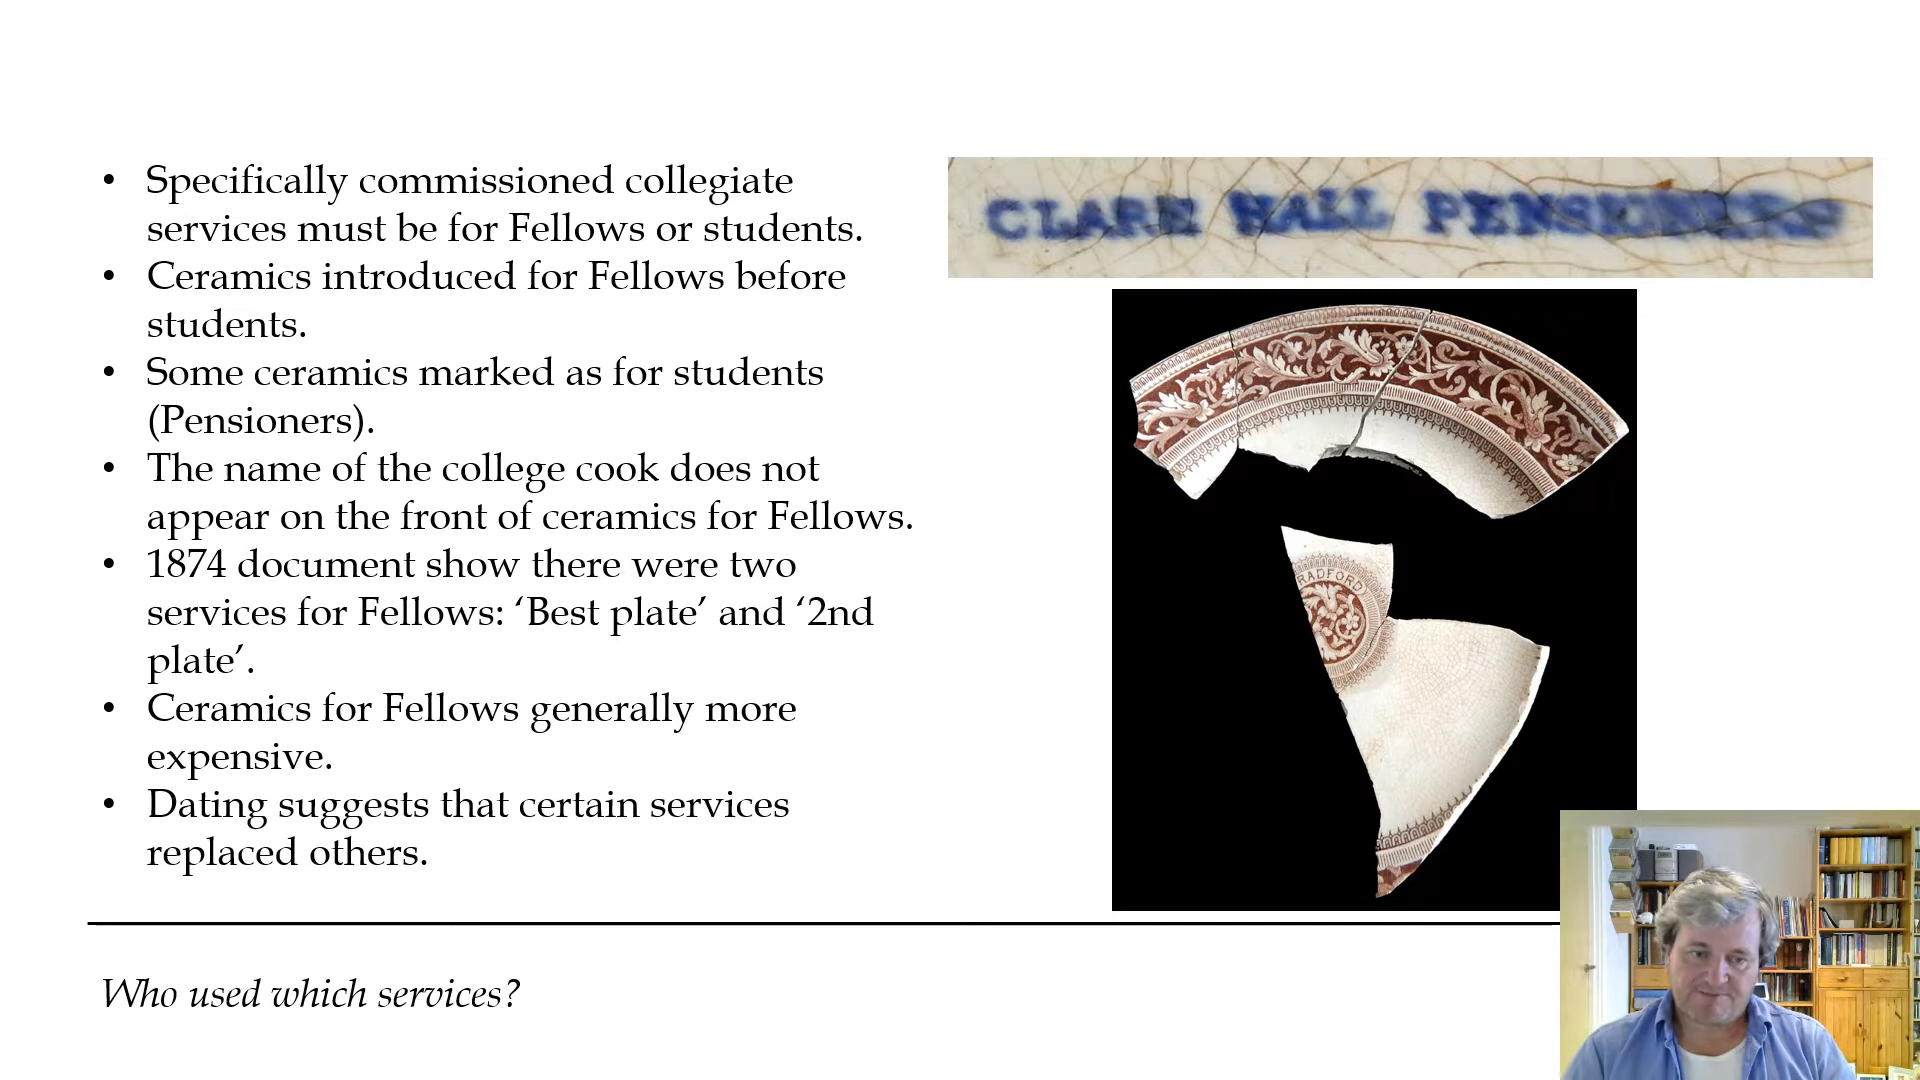 • Specifically commissioned collegiate
services must be for Fellows or students.
• Ceramics introduced for Fellows before
students.
• Some ceramics marked as for students
(Pensioners).
• The name of the college cook does not
appear on the front of ceramics for Fellows.
• 1874 document show there were two
services for Fellows: ‘Best plate’ and ‘2nd
plate’.
• Ceramics for Fellows generally more
expensive.
• Dating suggests that certain services
replaced others.
CLARE HALL PENSIONERS
RADFORD
Who used which services?